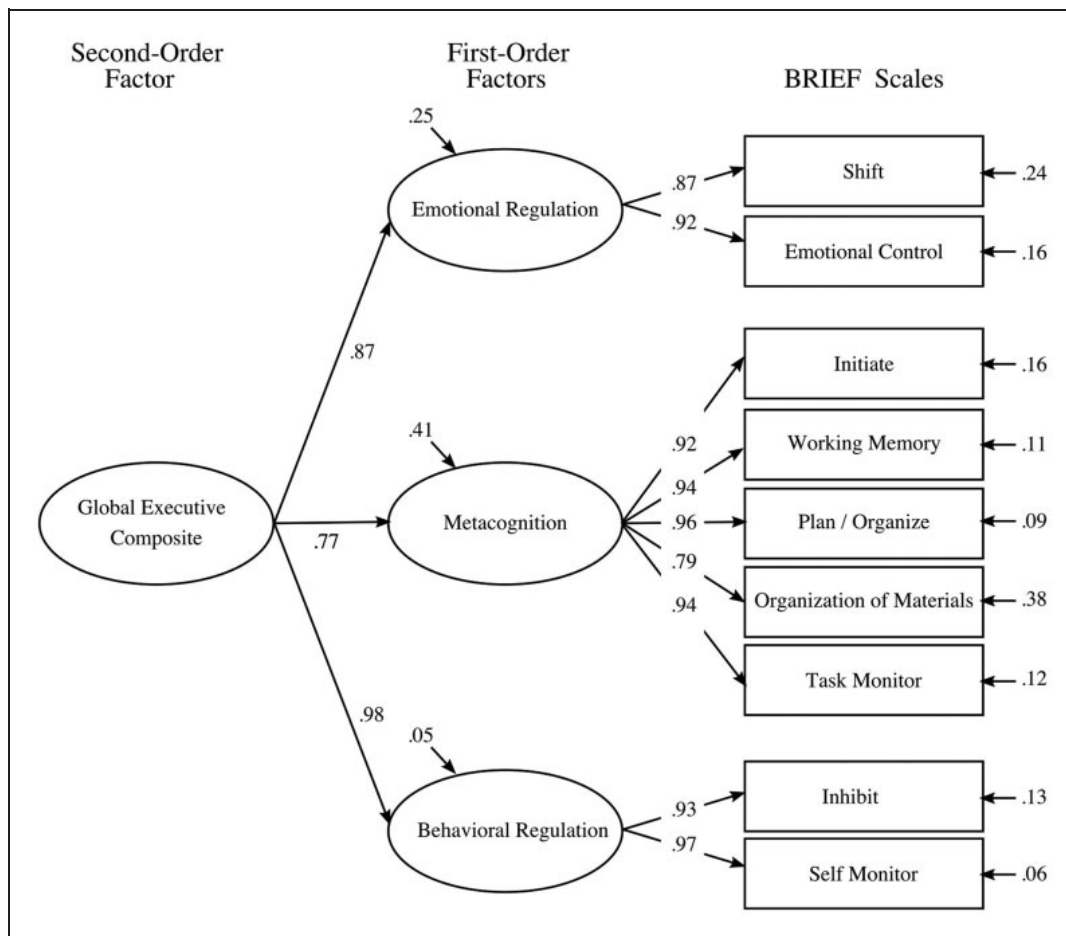 Second-Order
Factor
First-Order
Factors
BRIEF Scales
.25
Emotional Regulation
.87
.92
Shift
.24
Emotional Control
.16
.87
.41
Global Executive
Composite
.77
Metacognition
.92
.94
.96
.79
.94
Initiate
.16
Working Memory
.11
Plan / Organize
.09
Organization of Materials
.38
Task Monitor
.12
.98
.05
Behavioral Regulation
.93
.97
Inhibit
.13
Self Monitor
.06